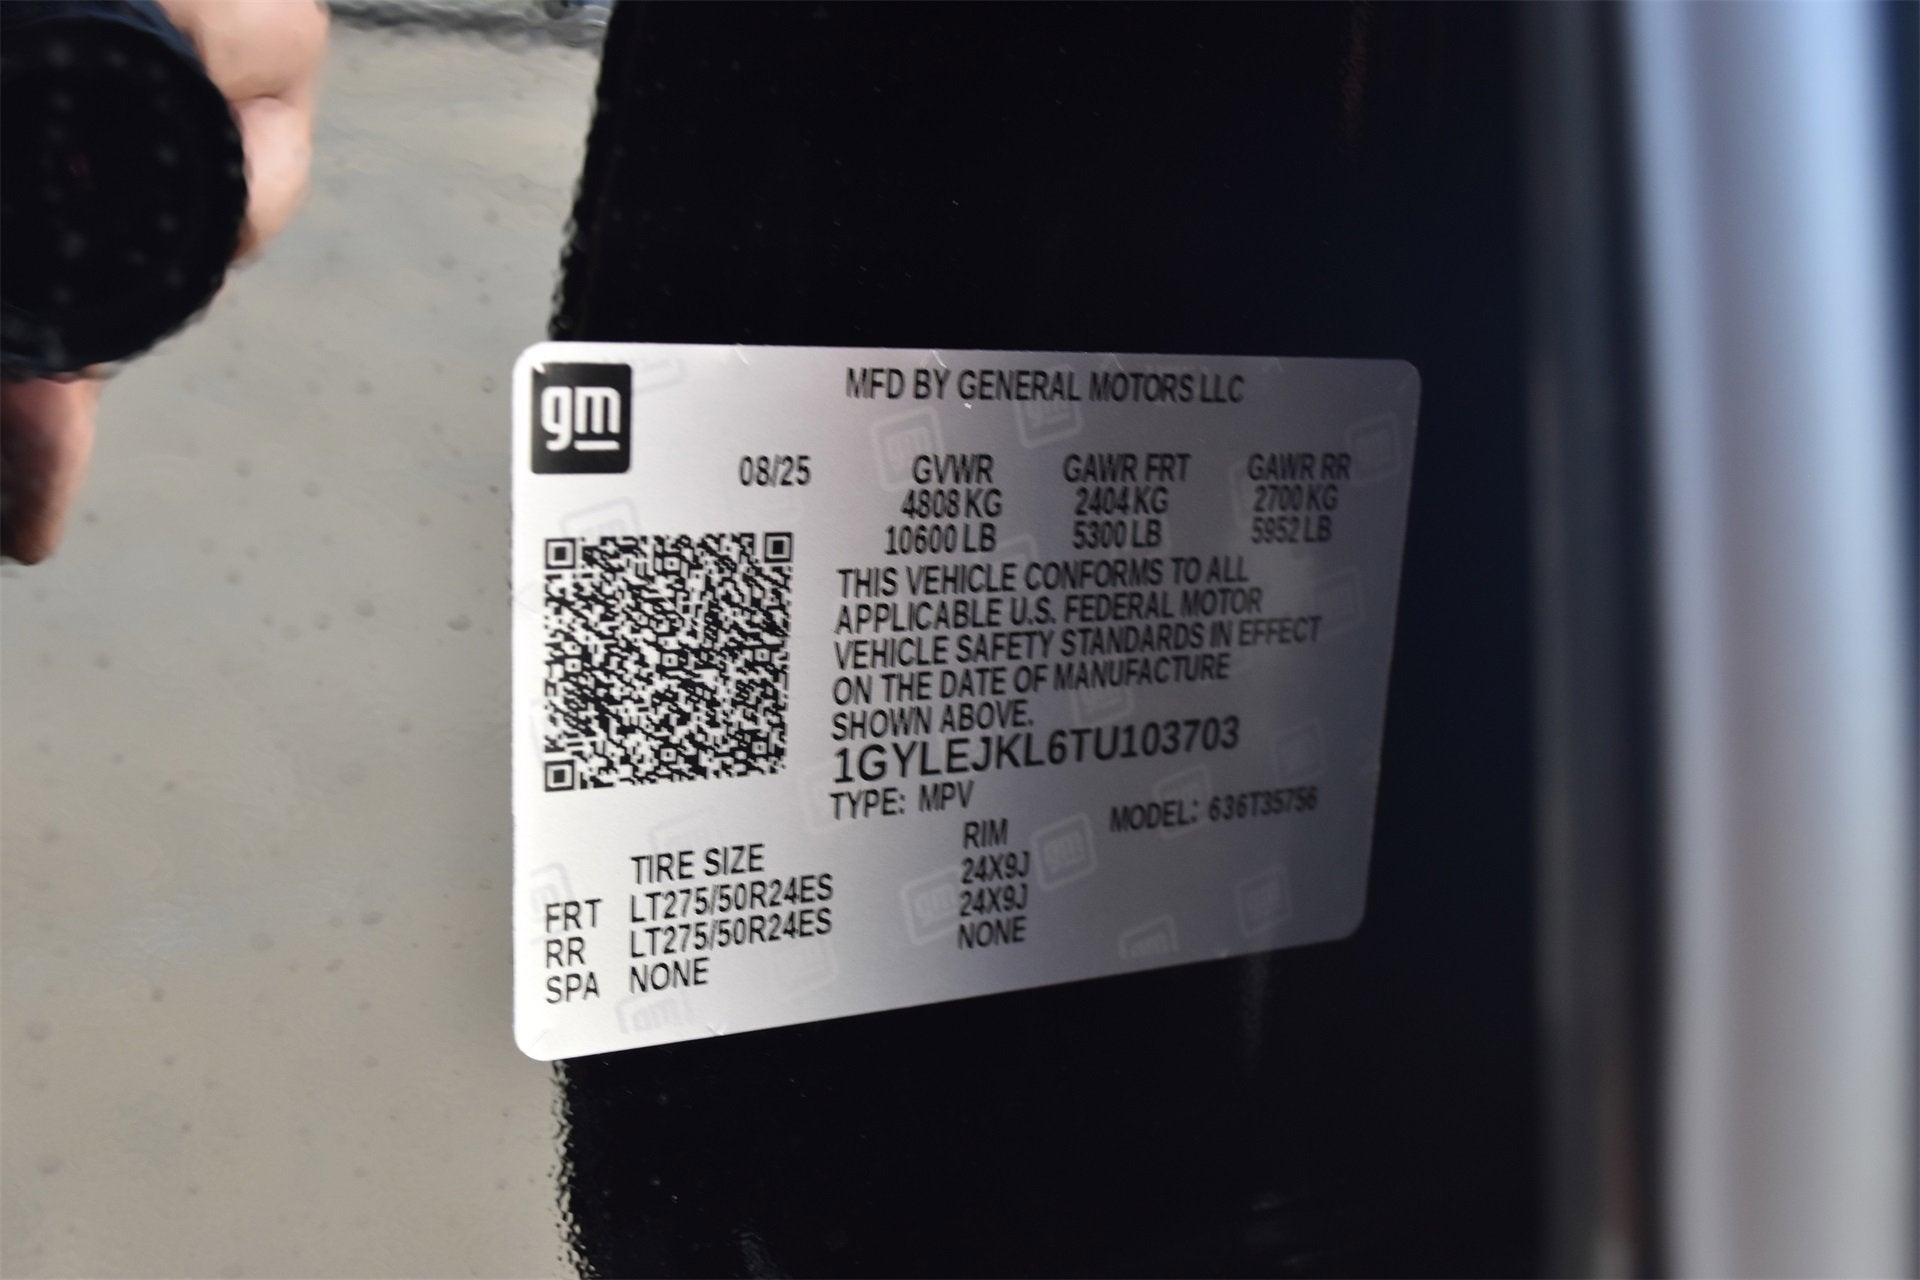 gm
MFD BY GENERAL MOTORS LLC
08/25 GVWR GAWR FRT GAWR RR
4808 KG 2404 KG 2700 KG
10600 LB 5300 LB 5952 LB
THIS VEHICLE CONFORMS TO ALL
APPLICABLE U.S. FEDERAL MOTOR
VEHICLE SAFETY STANDARDS IN EFFECT
ON THE DATE OF MANUFACTURE
SHOWN ABOVE.
1GYLEJKL6TU103703
TYPE: MPV MODEL: 636T35756
TIRE SIZE RIM
FRT LT275/50R24ES 24X9J
RR LT275/50R24ES 24X9J
SPA NONE NONE